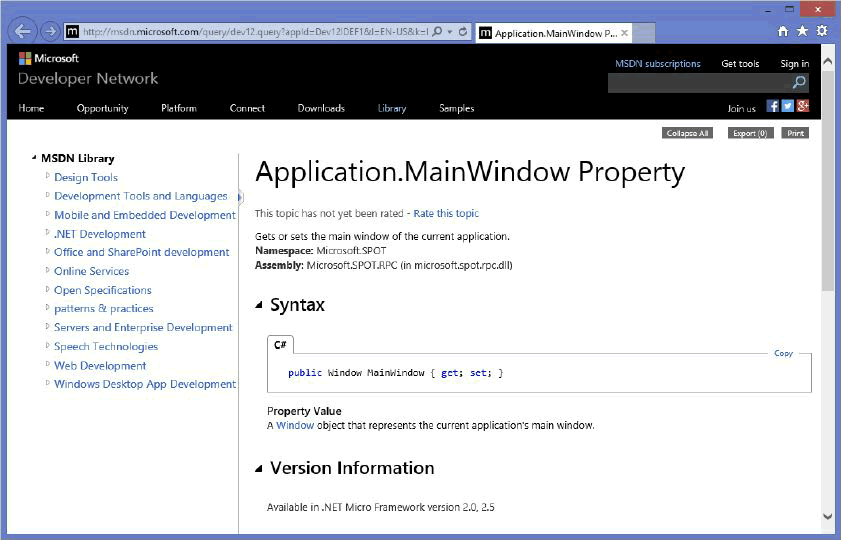 http://msdn.microsoft.com/query/dev12.query?appId=Dev12IDEF1&l=EN-US&k=
Application.MainWindow P...
Microsoft
Developer Network
MSDN subscriptions Get tools Sign in
Home Opportunity Platform Connect Downloads Library Samples
Join us
Collapse All Export (0) Print
MSDN Library
Design Tools
Development Tools and Languages
Mobile and Embedded Development
.NET Development
Office and SharePoint development
Online Services
Open Specifications
patterns & practices
Servers and Enterprise Development
Speech Technologies
Web Development
Windows Desktop App Development
Application.MainWindow Property
This topic has not yet been rated - Rate this topic
Gets or sets the main window of the current application.
Namespace: Microsoft.SPOT
Assembly: Microsoft.SPOT.RPC (in microsoft.spot.rpc.dll)
Syntax
C#
Copy
public Window MainWindow { get; set; }
Property Value
A Window object that represents the current application's main window.
Version Information
Available in .NET Micro Framework version 2.0, 2.5